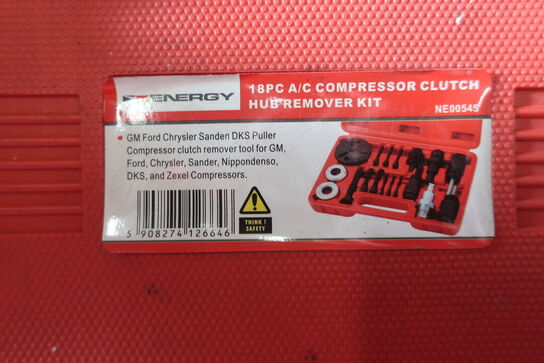 18PC A/C COMPRESSOR CLUTCH
HUB REMOVER KIT
NE00545
GM Ford Chrysler Sanden DKS Puller
Compressor clutch remover tool for GM,
Ford, Chrysler, Sander, Nippondenso,
DKS, and Zexel Compressors.
THINK !
SAFETY
5 908274 126646